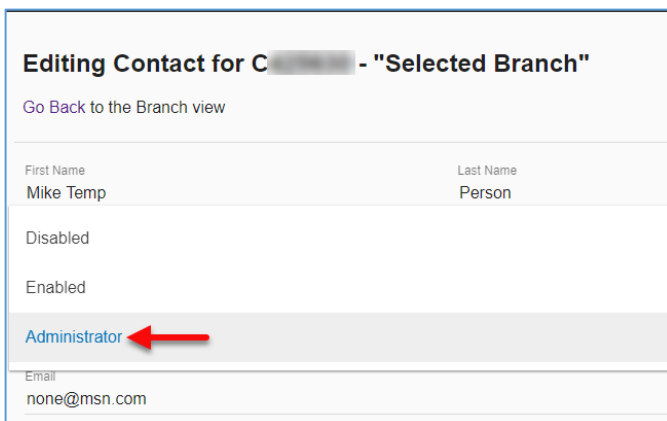 Editing Contact for C - "Selected Branch"
Go Back to the Branch view
First Name Last Name
Mike Temp Person
Disabled
Enabled
Administrator
Email
none@msn.com